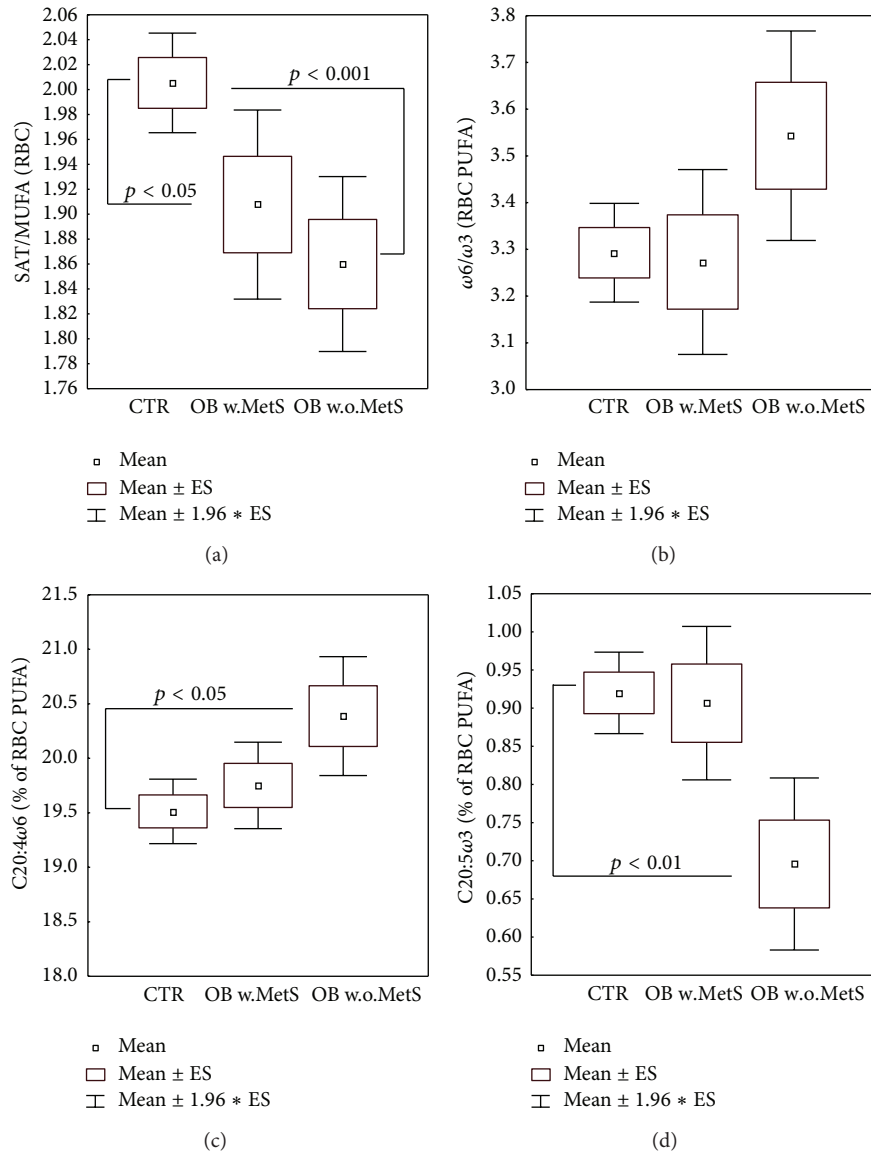 2.06
2.04
2.02
2.00
1.98
1.96
1.94
1.92
1.90
1.88
1.86
1.84
1.82
1.80
1.78
1.76
SAT/MUFA (RBC)
p < 0.001
p < 0.05
CTR OB w.MetS OB w.o.MetS
Mean
Mean ± ES
Mean ± 1.96 * ES
(a)
3.8
3.7
3.6
3.5
3.4
3.3
3.2
3.1
3.0
ω6/ω3 (RBC PUFA)
CTR OB w.MetS OB w.o.MetS
Mean
Mean ± ES
Mean ± 1.96 * ES
(b)
21.5
21.0
20.5
20.0
19.5
19.0
18.5
18.0
C20:4ω6 (% of RBC PUFA)
p < 0.05
CTR OB w.MetS OB w.o.MetS
Mean
Mean ± ES
Mean ± 1.96 * ES
(c)
1.05
1.00
0.95
0.90
0.85
0.80
0.75
0.70
0.65
0.60
0.55
C20:5ω3 (% of RBC PUFA)
p < 0.01
CTR OB w.MetS OB w.o.MetS
Mean
Mean ± ES
Mean ± 1.96 * ES
(d)